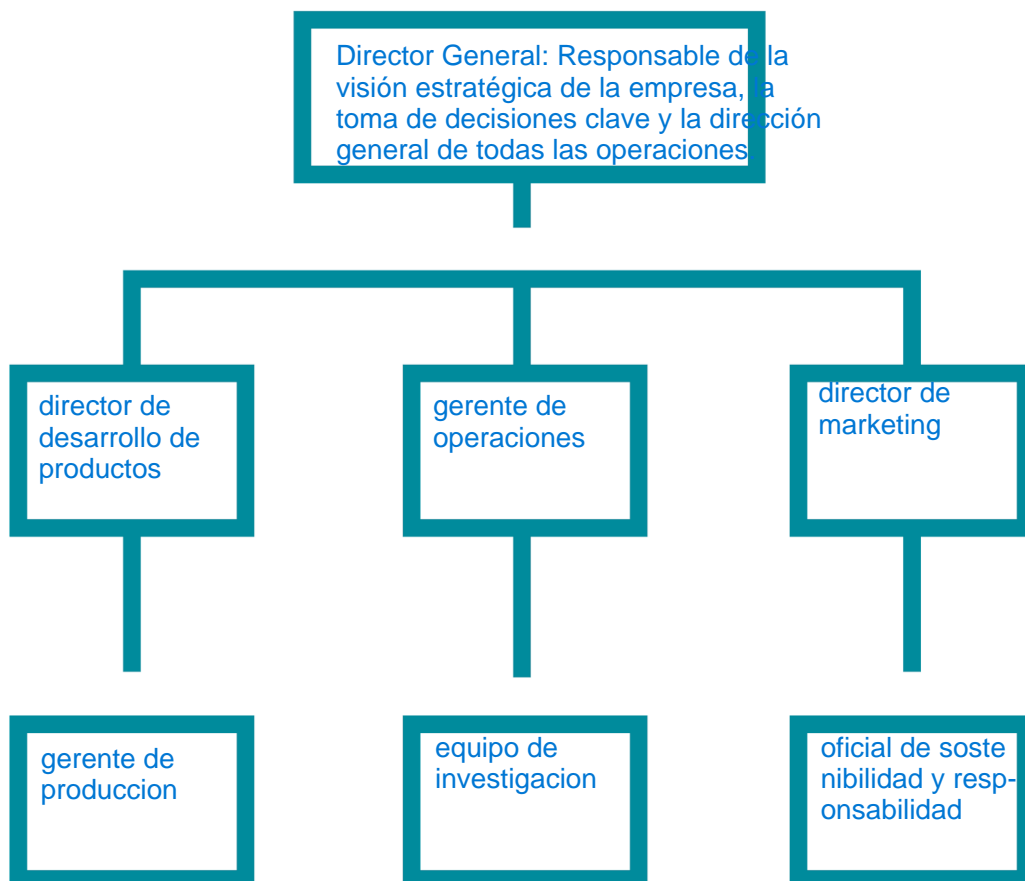 Director General: Responsable de la
visión estratégica de la empresa, la
toma de decisiones clave y la dirección
general de todas las operaciones
director de
desarrollo de
productos
gerente de
operaciones
director de
marketing
gerente de
produccion
equipo de
investigacion
oficial de soste
nibilidad y resp-
onsabilidad